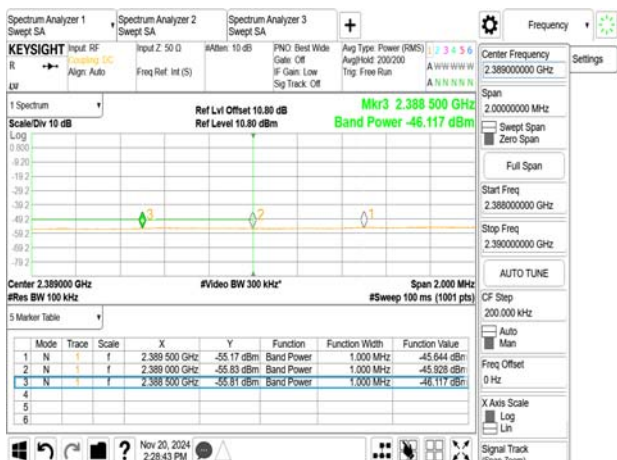 Spectrum Analyzer 1
Swept SA
Spectrum Analyzer 2
Swept SA
Spectrum Analyzer 3
Swept SA
+
Frequency
KEYSIGHT
R
Input: RF
Coupling: DC
Align: Auto
Input Z: 50 Ω
Freq Ref: Int (S)
#Atten: 10 dB
PNO: Best Wide
Gate: Off
IF Gain: Low
Sig Track: Off
Avg Type: Power (RMS)
Avg|Hold: 200/200
Trig: Free Run
1 2 3 4 5 6
A W W W W W
A N N N N N
1 Spectrum
Scale/Div 10 dB
Ref Lvl Offset 10.80 dB
Ref Level 10.80 dBm
Mkr3 2.388 500 GHz
Band Power -46.117 dBm
Log
0.800
-9.20
-19.2
-29.2
-39.2
-49.2
-59.2
-69.2
-79.2
3
2
1
Center 2.389000 GHz
#Res BW 100 kHz
#Video BW 300 kHz*
Span 2.000 MHz
#Sweep 100 ms (1001 pts)
5 Marker Table
Mode Trace Scale X Y Function Function Width Function Value
1 N 1 f 2.389 500 GHz -55.17 dBm Band Power 1.000 MHz -45.644 dBm
2 N 1 f 2.389 000 GHz -55.83 dBm Band Power 1.000 MHz -45.928 dBm
3 N 1 f 2.388 500 GHz -55.81 dBm Band Power 1.000 MHz -46.117 dBm
4
5
6
?
Nov 20, 2024
2:28:43 PM
Center Frequency
2.389000000 GHz
Settings
Span
2.00000000 MHz
Swept Span
Zero Span
Full Span
Start Freq
2.388000000 GHz
Stop Freq
2.390000000 GHz
AUTO TUNE
CF Step
200.000 kHz
Auto
Man
Freq Offset
0 Hz
X Axis Scale
Log
Lin
Signal Track